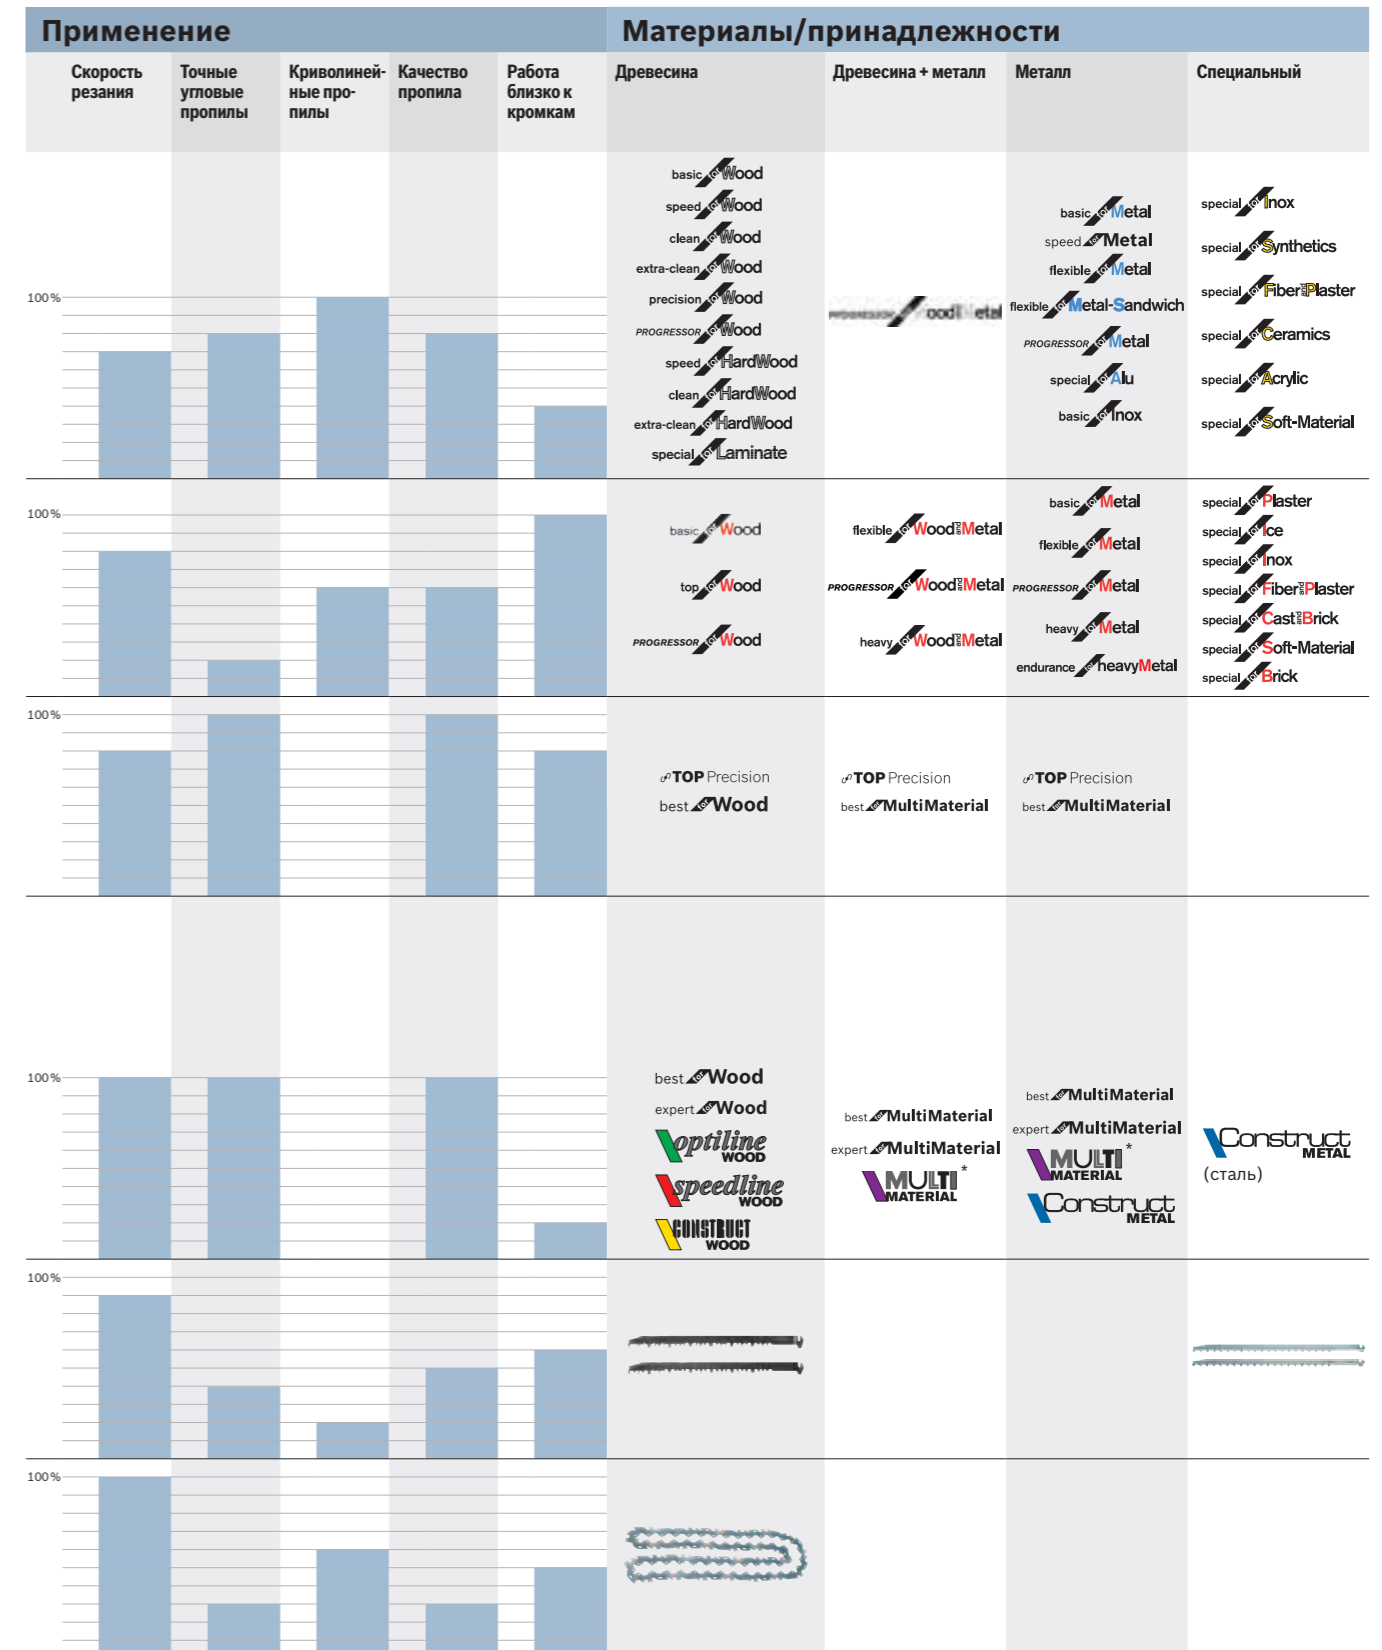 Применение
Материалы/принадлежности
Скорость
резания
Точные
угловые
пропилы
Криволиней-
ные про-
пилы
Качество
пропила
Работа
близко к
кромкам
Древесина
Древесина + металл
Металл
Специальный
100 %
basic for Wood
speed for Wood
clean for Wood
extra-clean for Wood
precision for Wood
PROGRESSOR for Wood
speed for HardWood
clean for HardWood
extra-clean for HardWood
special for Laminate
basic for Metal
speed for Metal
flexible for Metal
flexible for Metal-Sandwich
PROGRESSOR for Metal
special for Alu
basic for Inox
special for Inox
special for Synthetics
special for Fiber and Plaster
special for Ceramics
special for Acrylic
special for Soft-Material
100 %
basic for Wood
top for Wood
PROGRESSOR for Wood
flexible for Wood and Metal
PROGRESSOR for Wood and Metal
heavy for Wood and Metal
basic for Metal
flexible for Metal
PROGRESSOR for Metal
heavy for Metal
endurance for heavyMetal
special for Plaster
special for Ice
special for Inox
special for Fiber and Plaster
special for Cast and Brick
special for Soft-Material
special for Brick
100 %
TOP Precision
best for Wood
TOP Precision
best for MultiMaterial
TOP Precision
best for MultiMaterial
100 %
best for Wood
expert for Wood
optiline
WOOD
speedline
WOOD
CONSTRUCT
WOOD
best for MultiMaterial
expert for MultiMaterial
MULTI *
MATERIAL
best for MultiMaterial
expert for MultiMaterial
MULTI *
MATERIAL
Construct
METAL
Construct
METAL
(сталь)
100 %
100 %